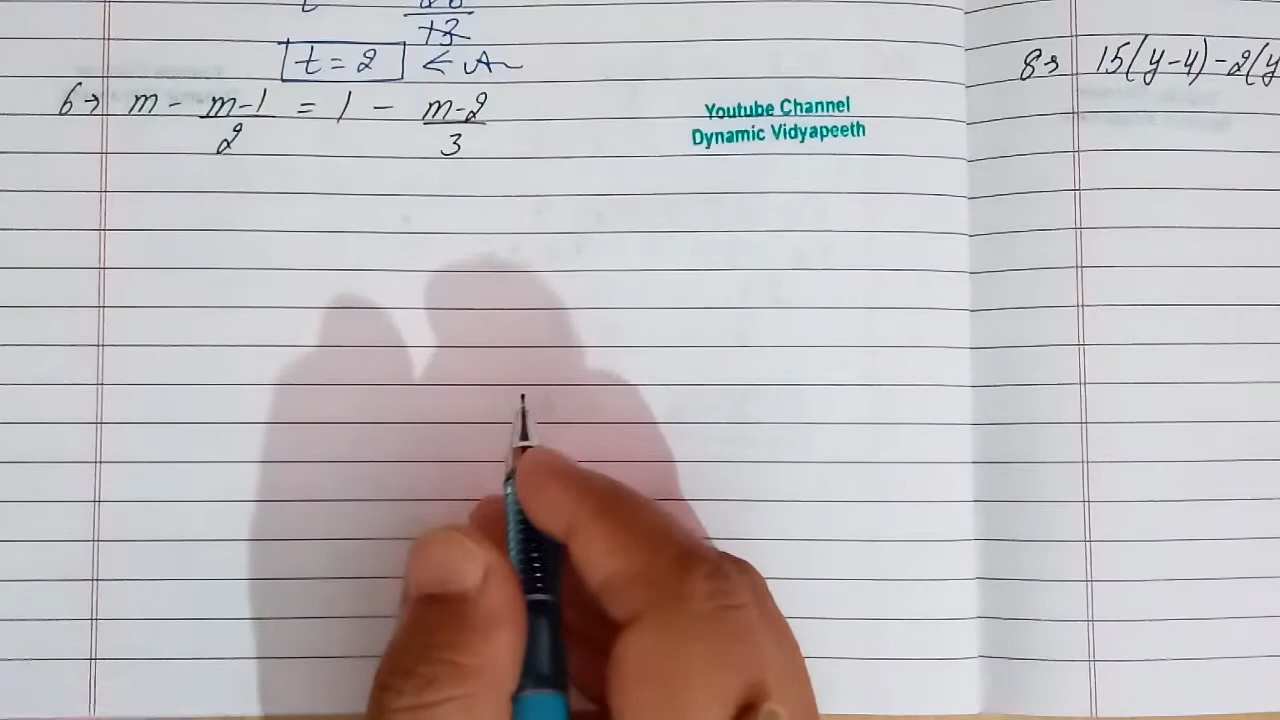 t = 2 ←
6→ m - m-1/2 = 1 - m-2/3
Youtube Channel
Dynamic Vidyapeeth
8→ 15(y-4)-2(y